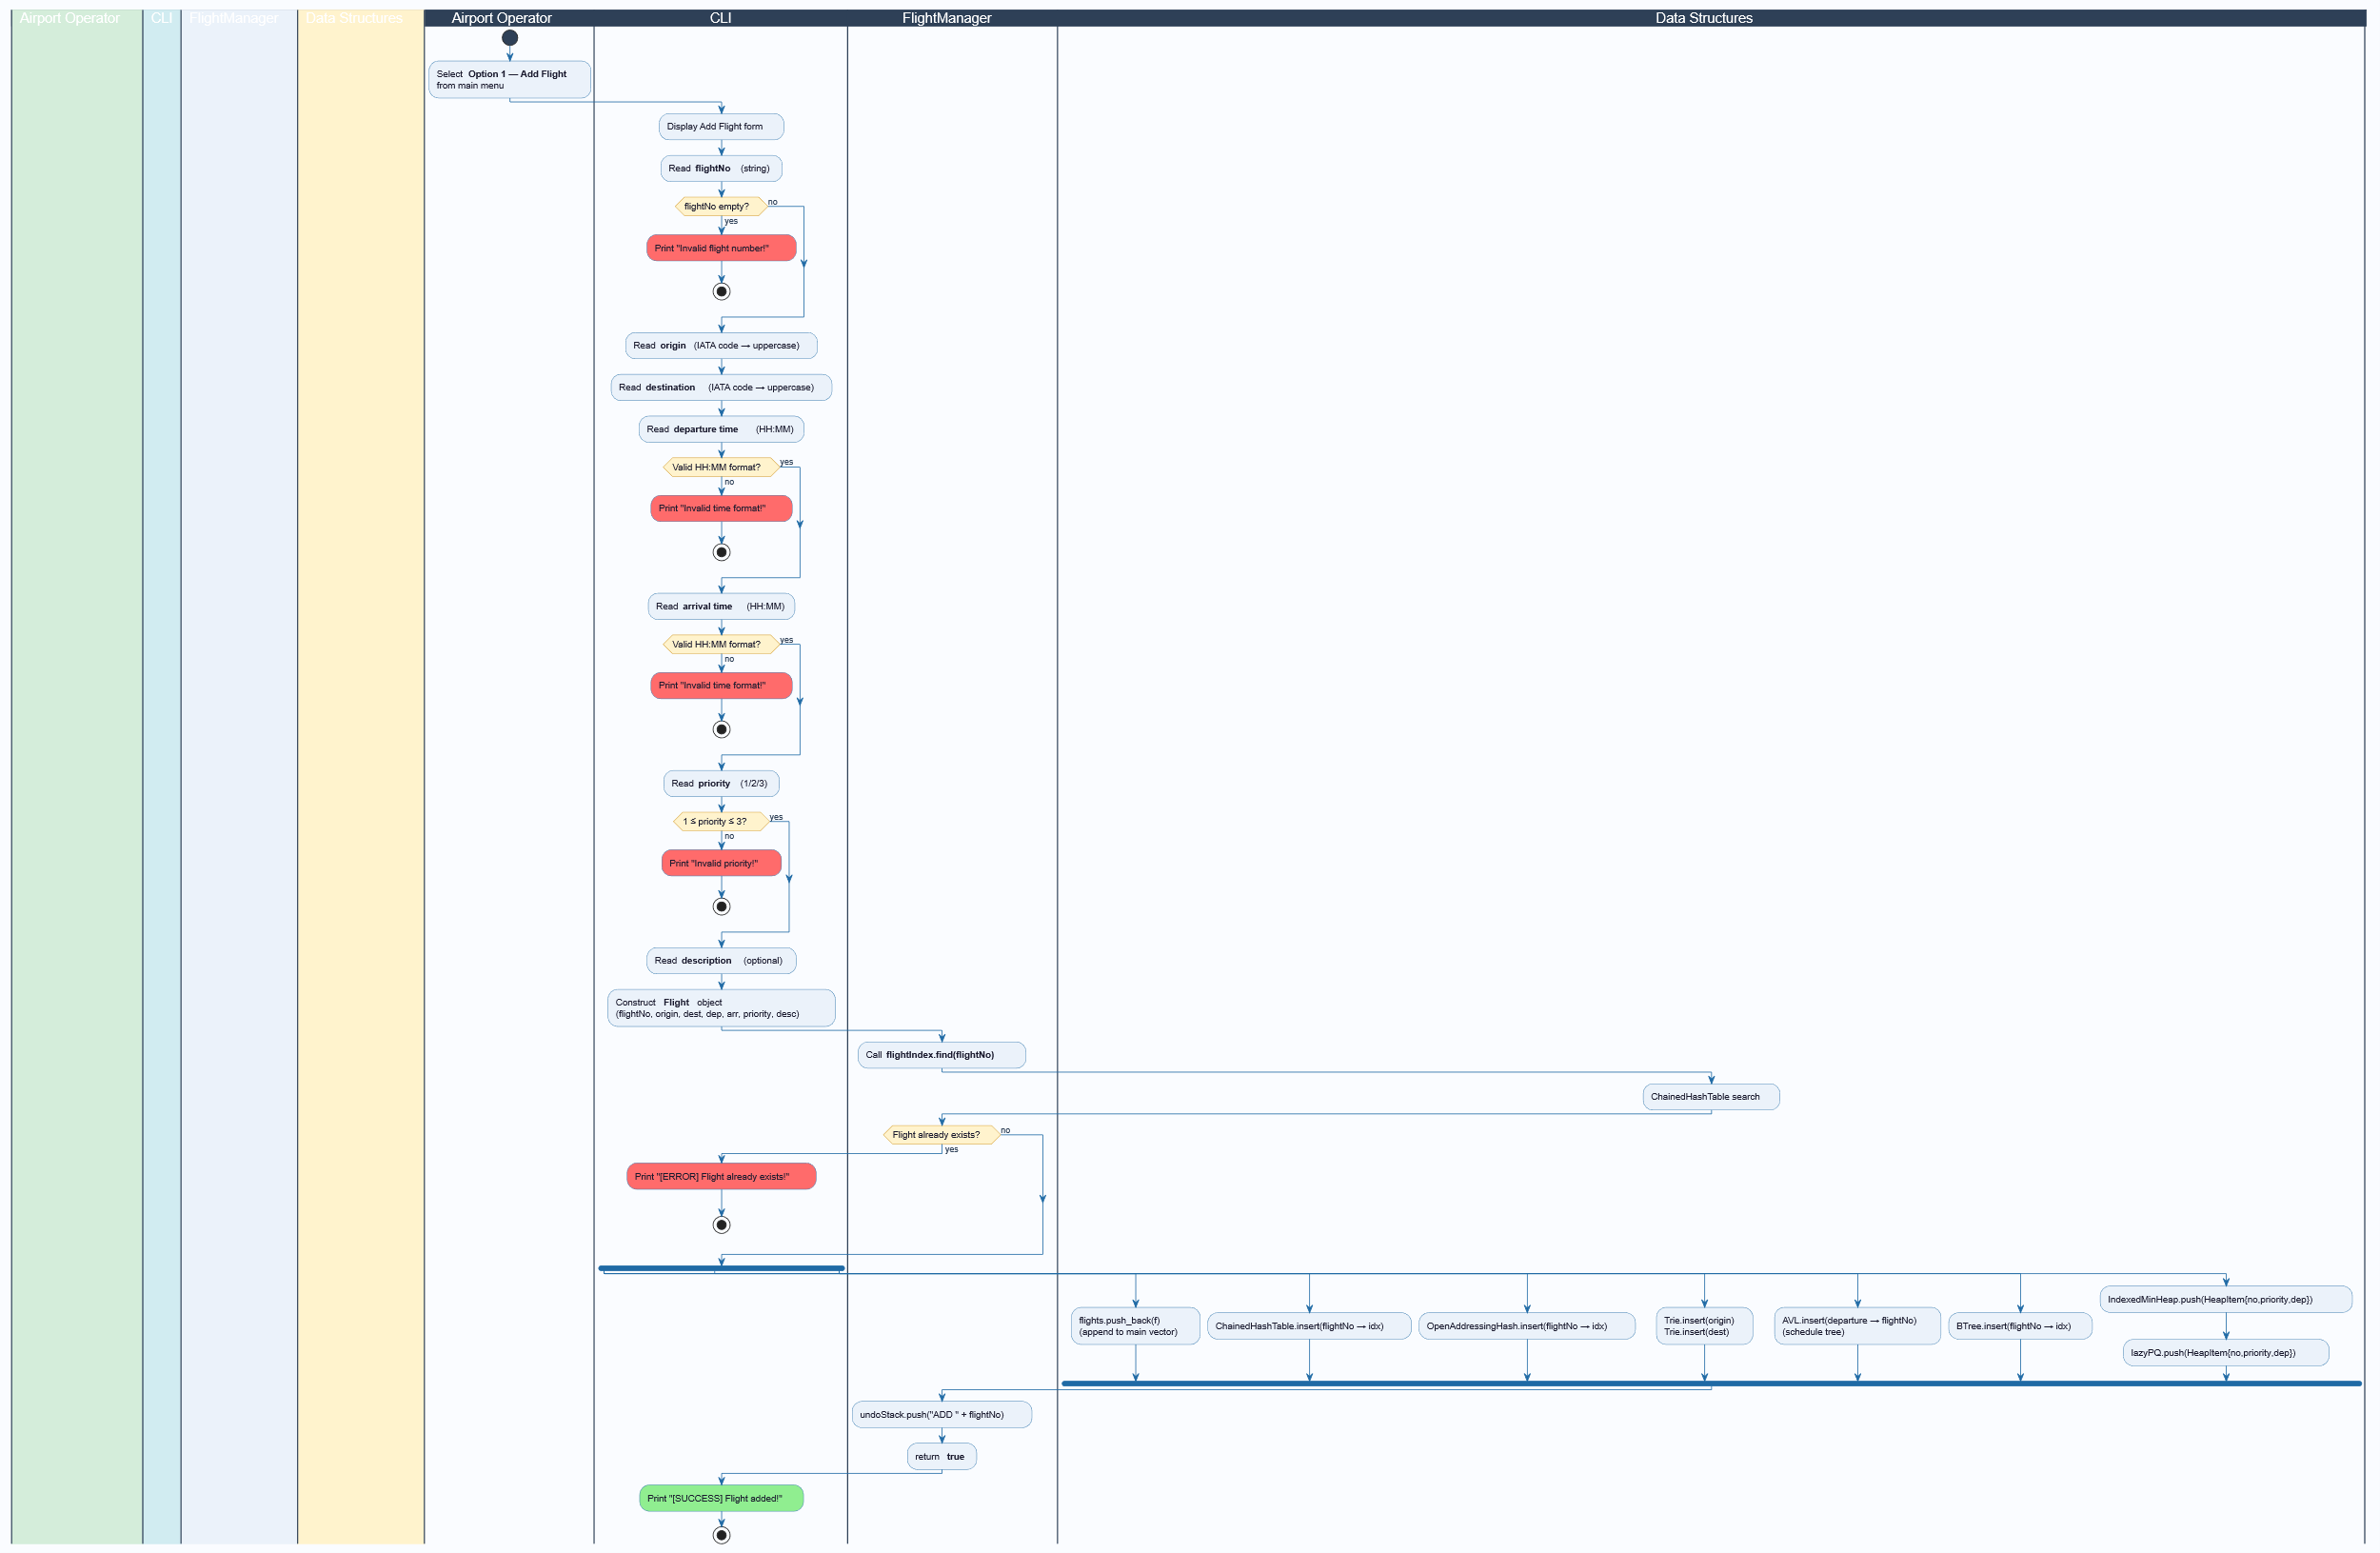 Airport Operator
CLI
FlightManager
Data Structures
Airport Operator
CLI
FlightManager
Data Structures
Select Option 1 — Add Flight
from main menu
Display Add Flight form
Read flightNo (string)
flightNo empty?
no
yes
Print "Invalid flight number!"
Read origin (IATA code → uppercase)
Read destination (IATA code → uppercase)
Read departure time (HH:MM)
Valid HH:MM format?
yes
no
Print "Invalid time format!"
Read arrival time (HH:MM)
Valid HH:MM format?
yes
no
Print "Invalid time format!"
Read priority (1/2/3)
1 ≤ priority ≤ 3?
yes
no
Print "Invalid priority!"
Read description (optional)
Construct Flight object
(flightNo, origin, dest, dep, arr, priority, desc)
Call flightIndex.find(flightNo)
ChainedHashTable search
Flight already exists?
no
yes
Print "[ERROR] Flight already exists!"
flights.push_back(f)
(append to main vector)
ChainedHashTable.insert(flightNo → idx)
OpenAddressingHash.insert(flightNo → idx)
Trie.insert(origin)
Trie.insert(dest)
AVL.insert(departure → flightNo)
(schedule tree)
BTree.insert(flightNo → idx)
IndexedMinHeap.push(HeapItem{no,priority,dep})
lazyPQ.push(HeapItem{no,priority,dep})
undoStack.push("ADD " + flightNo)
return true
Print "[SUCCESS] Flight added!"